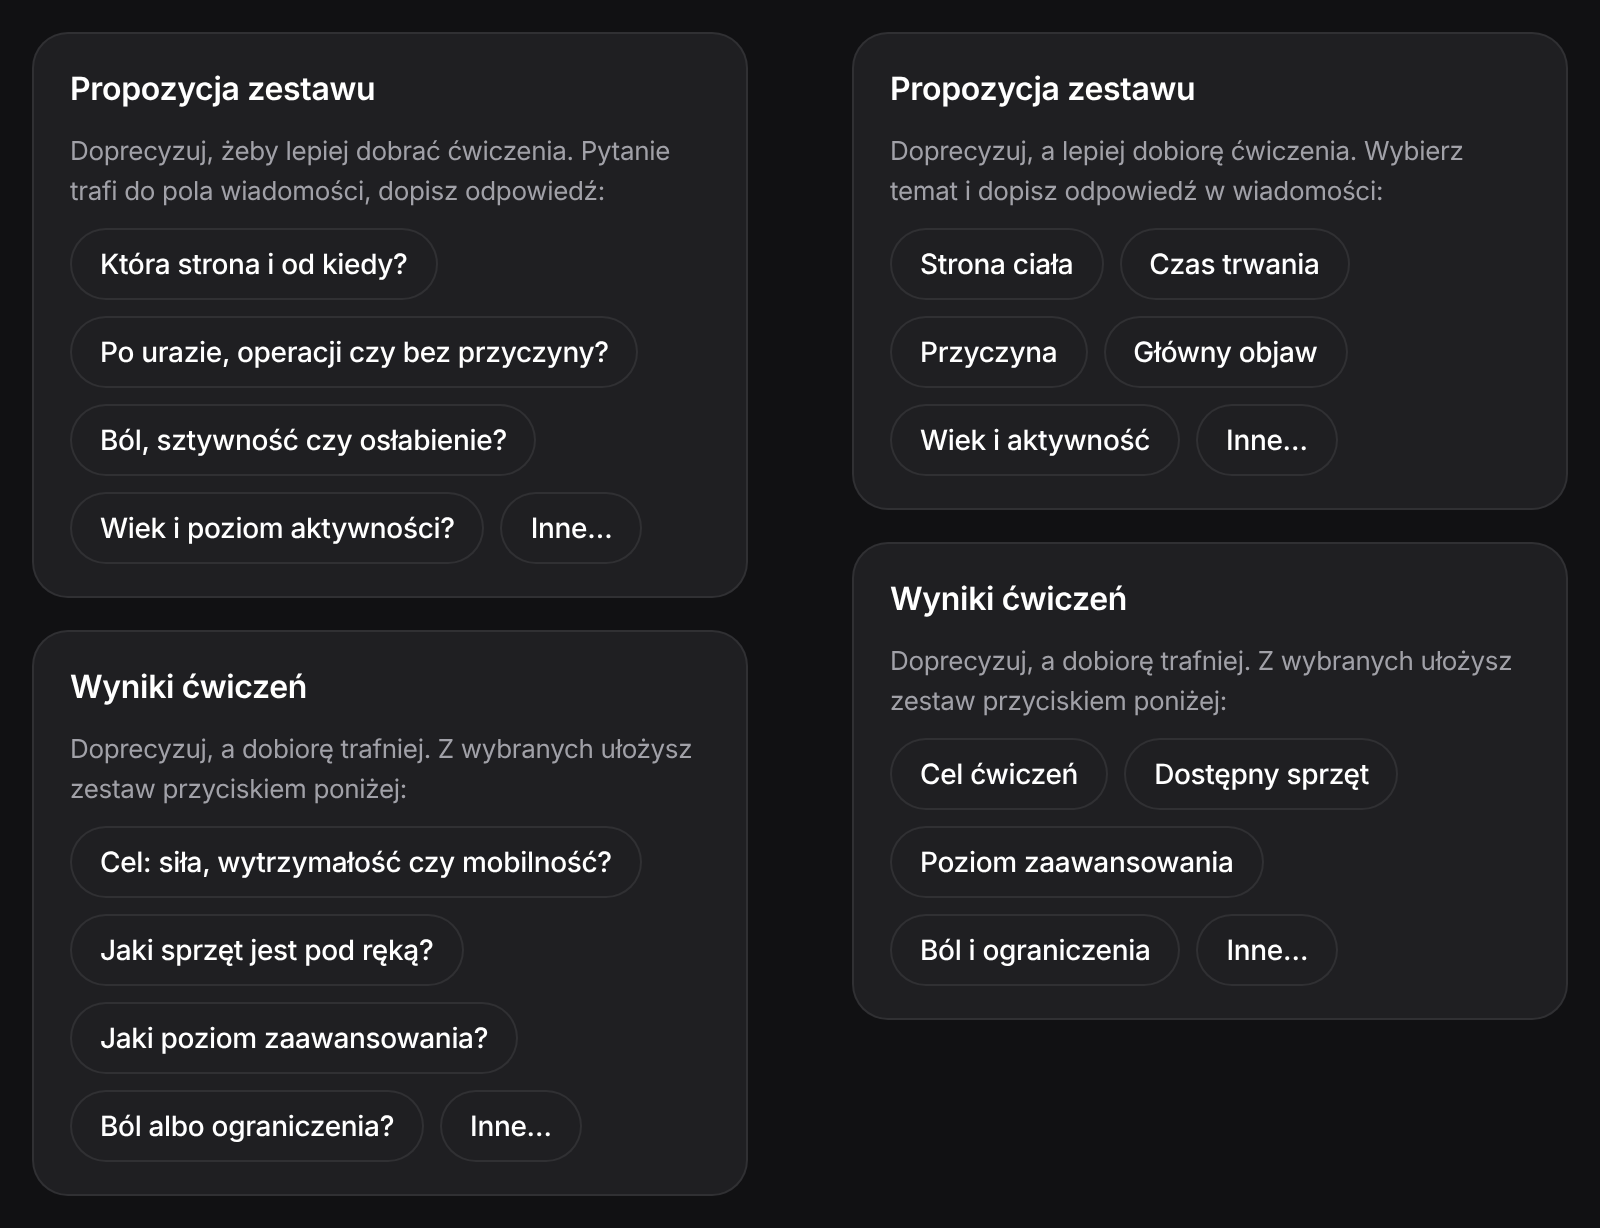 Propozycja zestawu
Doprecyzuj, żeby lepiej dobrać ćwiczenia. Pytanie
trafi do pola wiadomości, dopisz odpowiedź:
Która strona i od kiedy?
Po urazie, operacji czy bez przyczyny?
Ból, sztywność czy osłabienie?
Wiek i poziom aktywności?
Inne...
Wyniki ćwiczeń
Doprecyzuj, a dobiorę trafniej. Z wybranych ułożysz
zestaw przyciskiem poniżej:
Cel: siła, wytrzymałość czy mobilność?
Jaki sprzęt jest pod ręką?
Jaki poziom zaawansowania?
Ból albo ograniczenia?
Inne...
Propozycja zestawu
Doprecyzuj, a lepiej dobiorę ćwiczenia. Wybierz
temat i dopisz odpowiedź w wiadomości:
Strona ciała
Czas trwania
Przyczyna
Główny objaw
Wiek i aktywność
Inne...
Wyniki ćwiczeń
Doprecyzuj, a dobiorę trafniej. Z wybranych ułożysz
zestaw przyciskiem poniżej:
Cel ćwiczeń
Dostępny sprzęt
Poziom zaawansowania
Ból i ograniczenia
Inne...